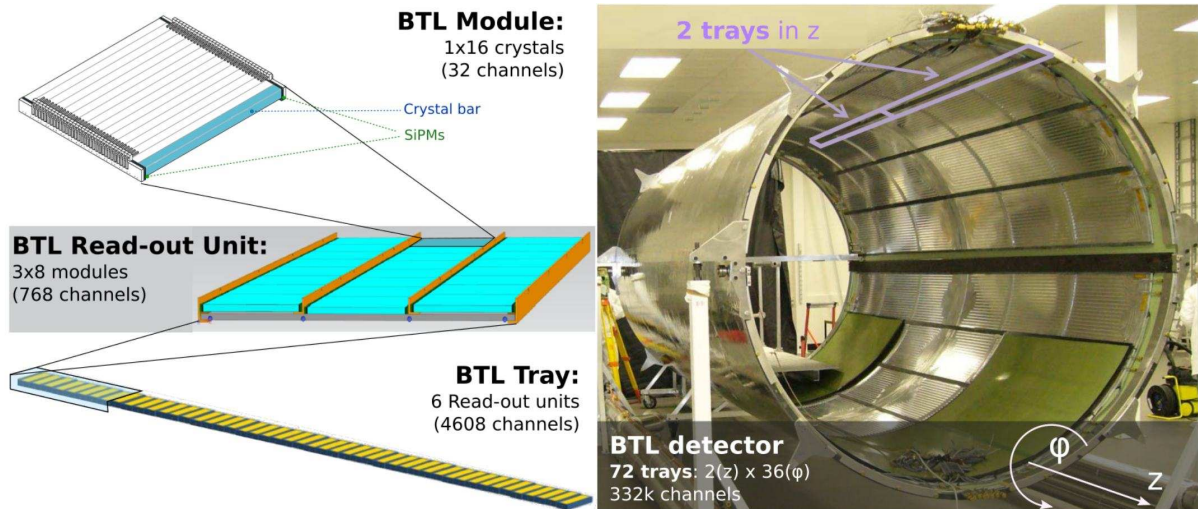 BTL Module:
1x16 crystals
(32 channels)
Crystal bar
SiPMs
BTL Read-out Unit:
3x8 modules
(768 channels)
BTL Tray:
6 Read-out units
(4608 channels)
2 trays in z
BTL detector
72 trays: 2(z) x 36(φ)
332k channels
φ
z